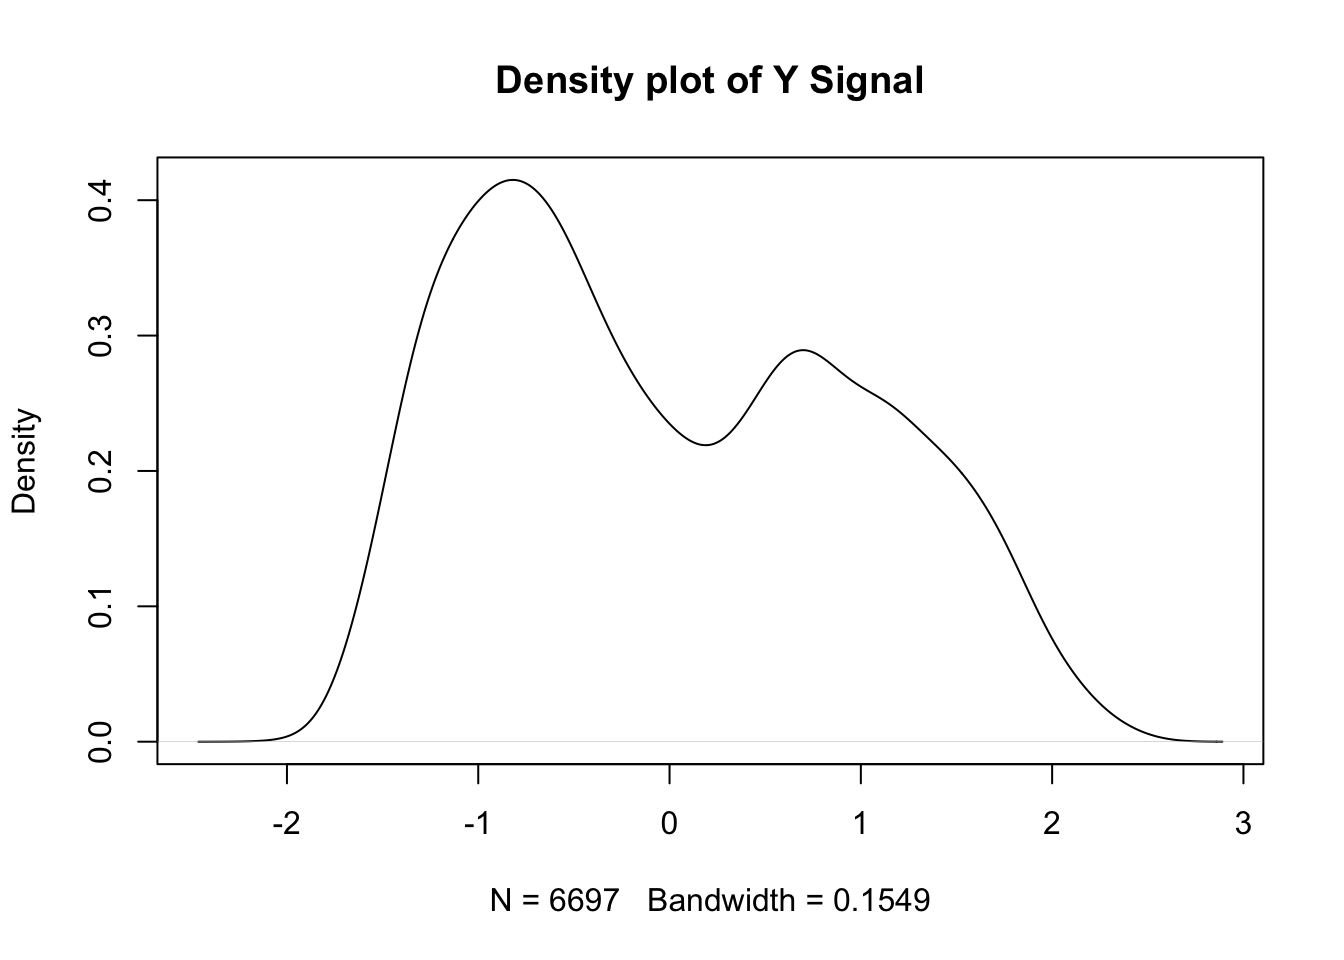 Density plot of Y Signal
Density
0.4
0.3
0.2
0.1
0.0
-2 -1 0 1 2 3
N = 6697 Bandwidth = 0.1549